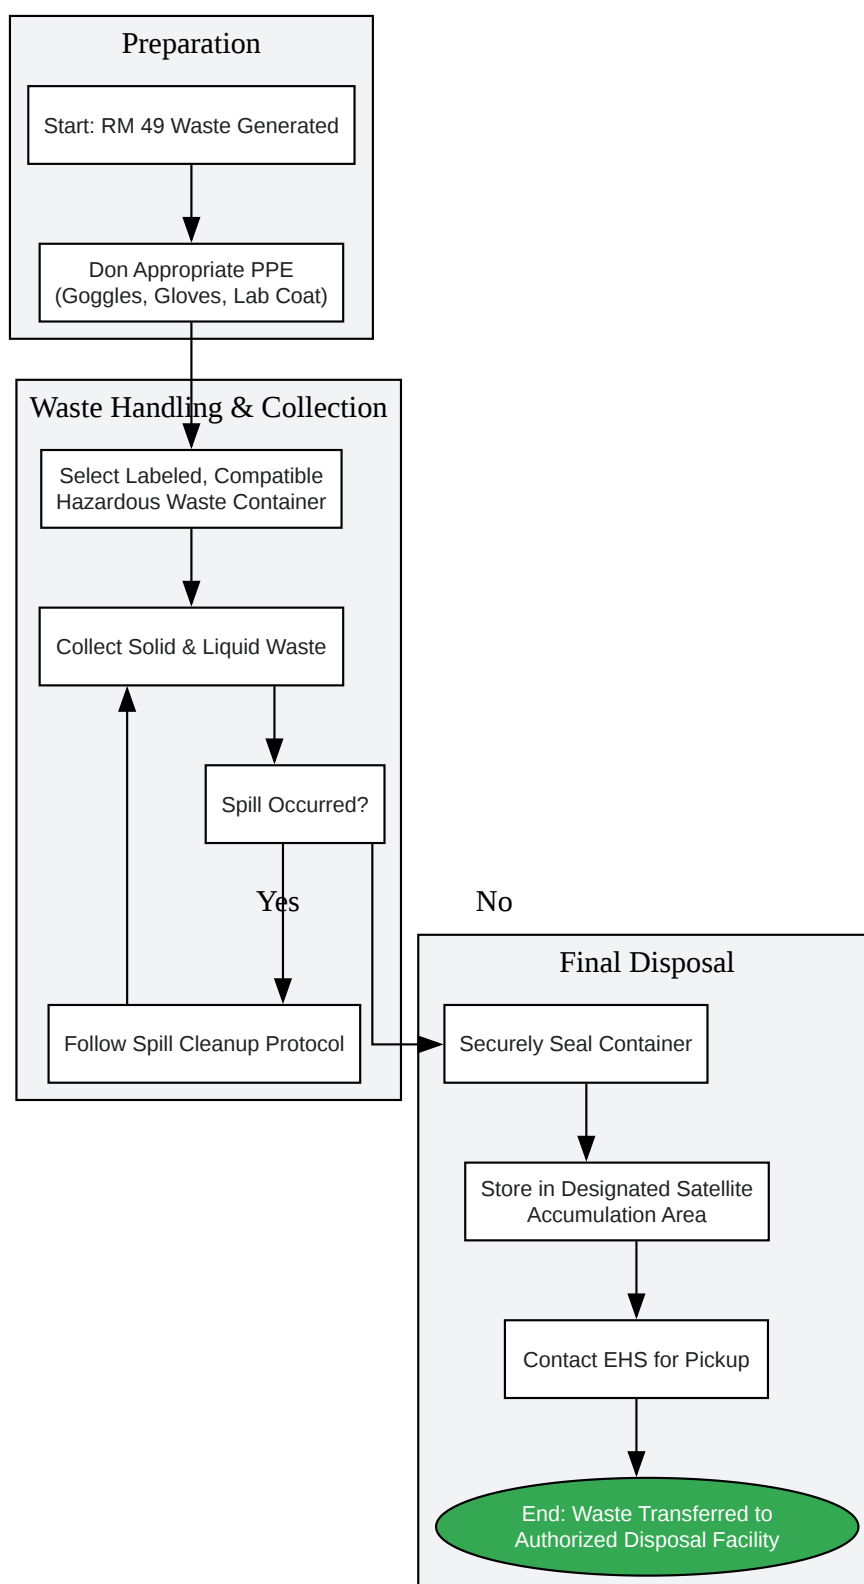 Preparation
Start: RM 49 Waste Generated
Don Appropriate PPE
(Goggles, Gloves, Lab Coat)
Waste Handling & Collection
Select Labeled, Compatible
Hazardous Waste Container
Collect Solid & Liquid Waste
Spill Occurred?
Yes
No
Follow Spill Cleanup Protocol
Final Disposal
Securely Seal Container
Store in Designated Satellite
Accumulation Area
Contact EHS for Pickup
End: Waste Transferred to
Authorized Disposal Facility